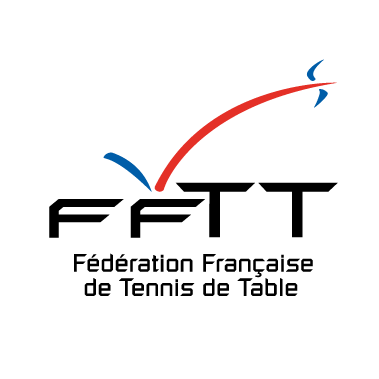 FFTT
Fédération Française
de Tennis de Table